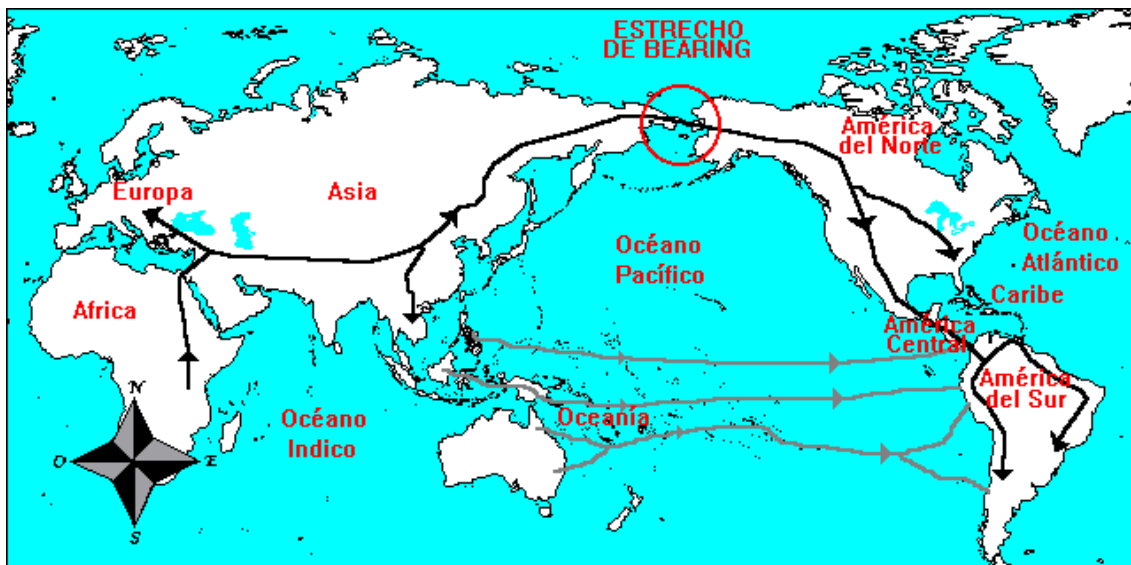 ESTRECHO
DE BEARING
América
del Norte
Europa
Asia
Océano
Pacífico
Océano
Atlántico
Caribe
Africa
América
Central
América
del Sur
Océano
Indico
Oceanía
N
O
E
S